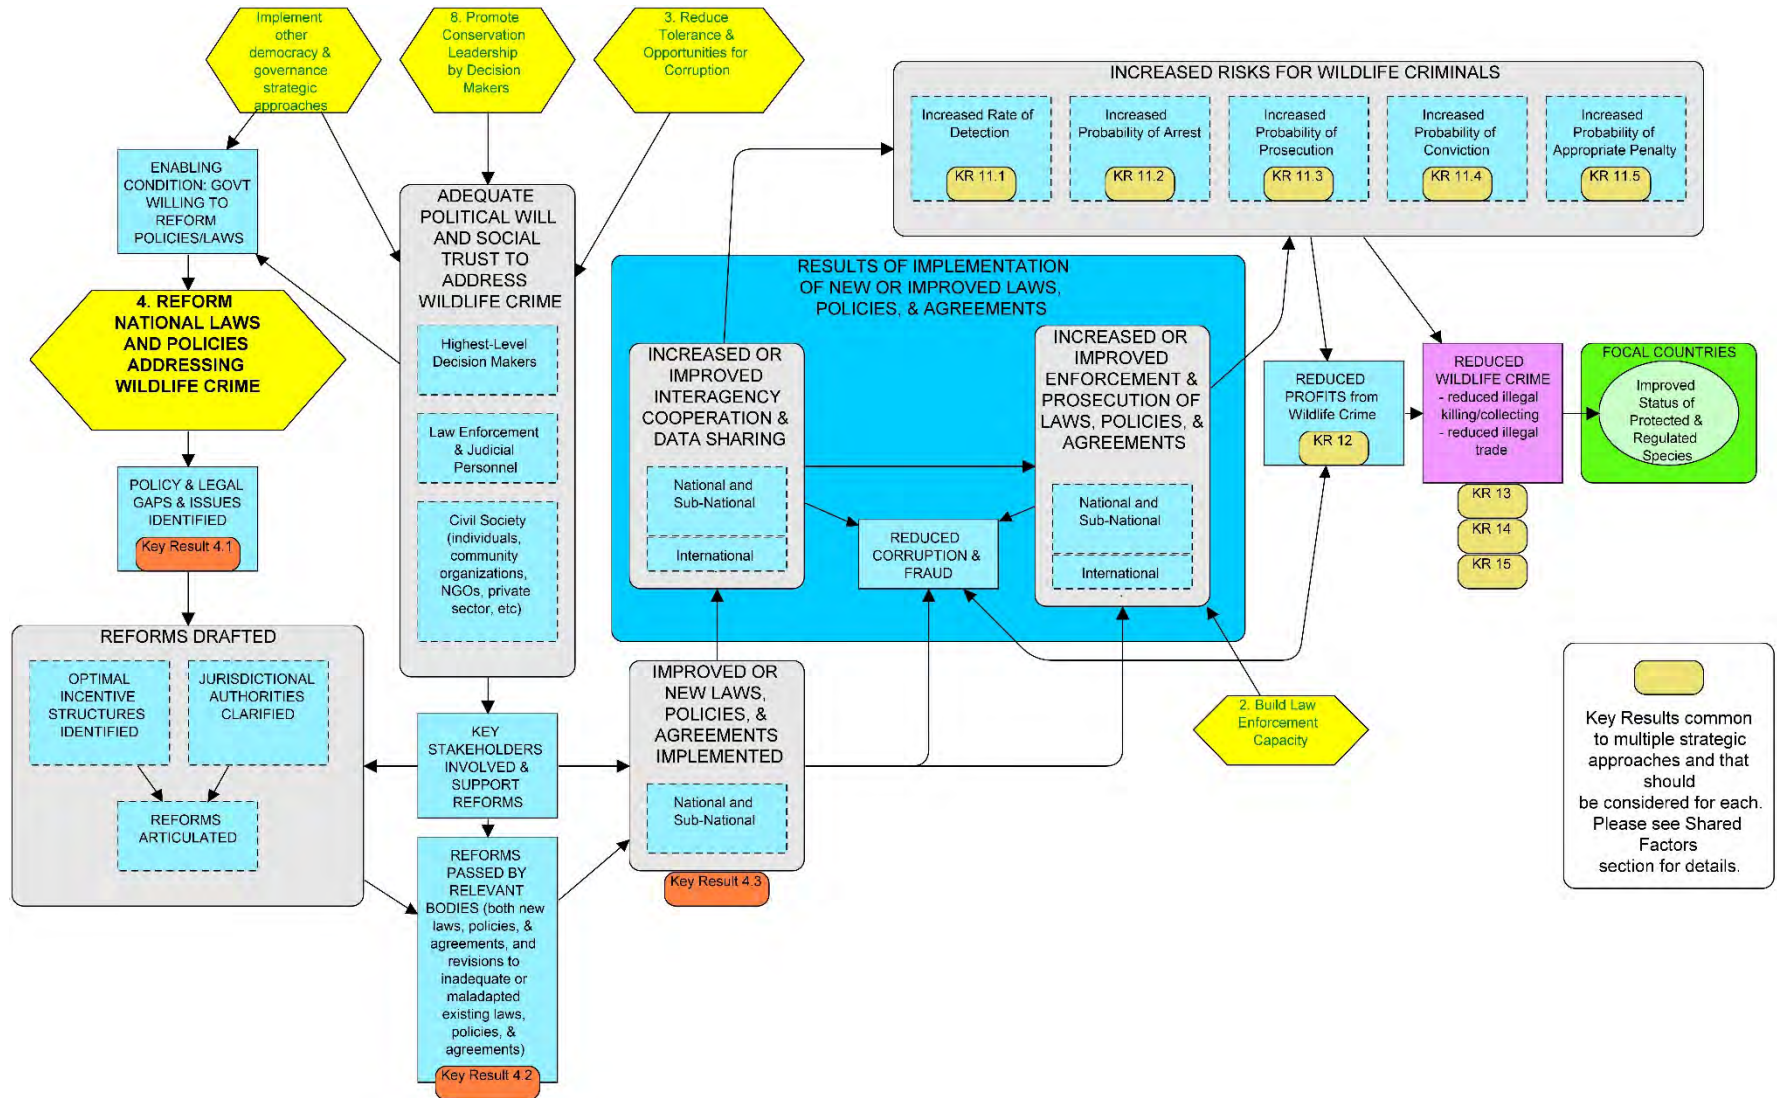 Implement
other
democracy &
governance
strategic
approaches
8. Promote
Conservation
Leadership
by Decision
Makers
3. Reduce
Tolerance &
Opportunities for
Corruption
ENABLING
CONDITION: GOVT
WILLING TO
REFORM
POLICIES/LAWS
4. REFORM
NATIONAL LAWS
AND POLICIES
ADDRESSING
WILDLIFE CRIME
POLICY & LEGAL
GAPS & ISSUES
IDENTIFIED
Key Result 4.1
REFORMS DRAFTED
OPTIMAL
INCENTIVE
STRUCTURES
IDENTIFIED
JURISDICTIONAL
AUTHORITIES
CLARIFIED
REFORMS
ARTICULATED
ADEQUATE
POLITICAL WILL
AND SOCIAL
TRUST TO
ADDRESS
WILDLIFE CRIME
Highest-Level
Decision Makers
Law Enforcement
& Judicial
Personnel
Civil Society
(individuals,
community
organizations,
NGOs, private
sector, etc)
KEY
STAKEHOLDERS
INVOLVED &
SUPPORT
REFORMS
REFORMS
PASSED BY
RELEVANT
BODIES (both new
laws, policies, &
agreements, and
revisions to
inadequate or
maladapted
existing laws,
policies, &
agreements)
Key Result 4 2
IMPROVED OR
NEW LAWS,
POLICIES, &
AGREEMENTS
IMPLEMENTED
National and
Sub-National
Key Result 4.3
RESULTS OF IMPLEMENTATION
OF NEW OR IMPROVED LAWS,
POLICIES, & AGREEMENTS
INCREASED OR
IMPROVED
INTERAGENCY
COOPERATION &
DATA SHARING
National and
Sub-National
International
REDUCED
CORRUPTION &
FRAUD
INCREASED OR
IMPROVED
ENFORCEMENT &
PROSECUTION OF
LAWS, POLICIES, &
AGREEMENTS
National and
Sub-National
International
2. Build Law
Enforcement
Capacity
INCREASED RISKS FOR WILDLIFE CRIMINALS
Increased Rate of
Detection
KR 11.1
Increased
Probability of Arrest
KR 11.2
Increased
Probability of
Prosecution
KR 11.3
Increased
Probability of
Conviction
KR 11.4
Increased
Probability of
Appropriate Penalty
KR 11.5
REDUCED
PROFITS from
Wildlife Crime
KR 12
REDUCED
WILDLIFE CRIME
- reduced illegal
killing/collecting
- reduced illegal
trade
KR 13
KR 14
KR 15
FOCAL COUNTRIES
Improved
Status of
Protected &
Regulated
Species
Key Results common
to multiple strategic
approaches and that
should
be considered for each.
Please see Shared
Factors
section for details.